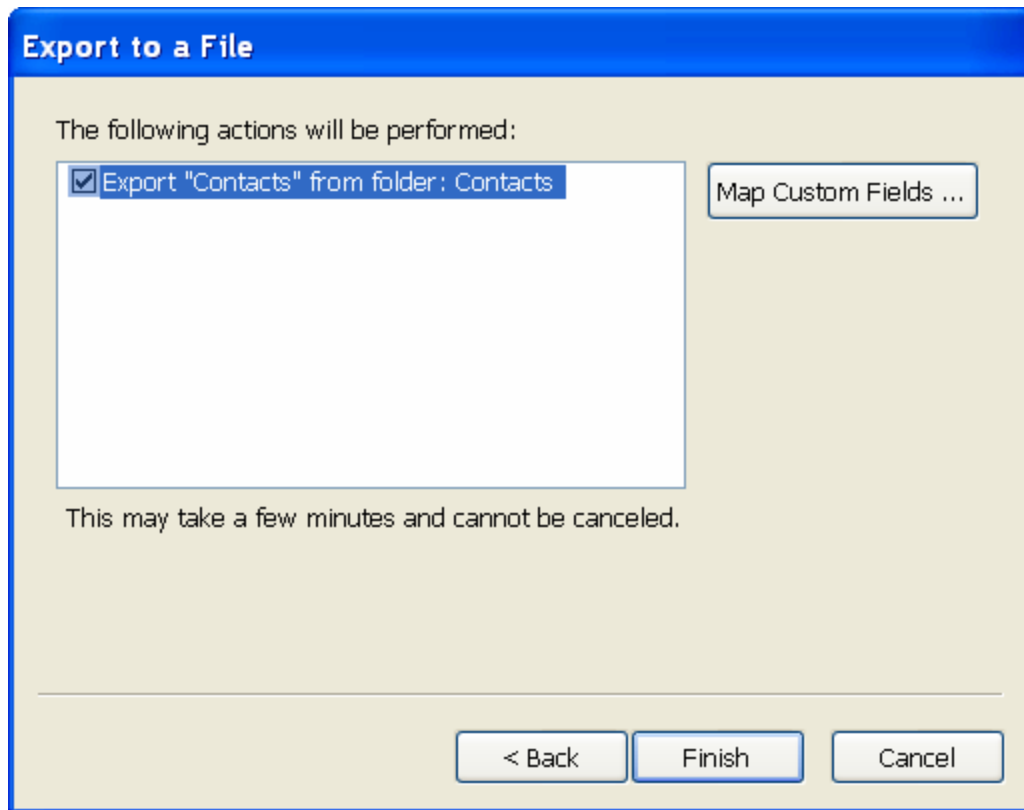 Export to a File
The following actions will be performed:
Export "Contacts" from folder: Contacts
Map Custom Fields ...
This may take a few minutes and cannot be canceled.
< Back
Finish
Cancel